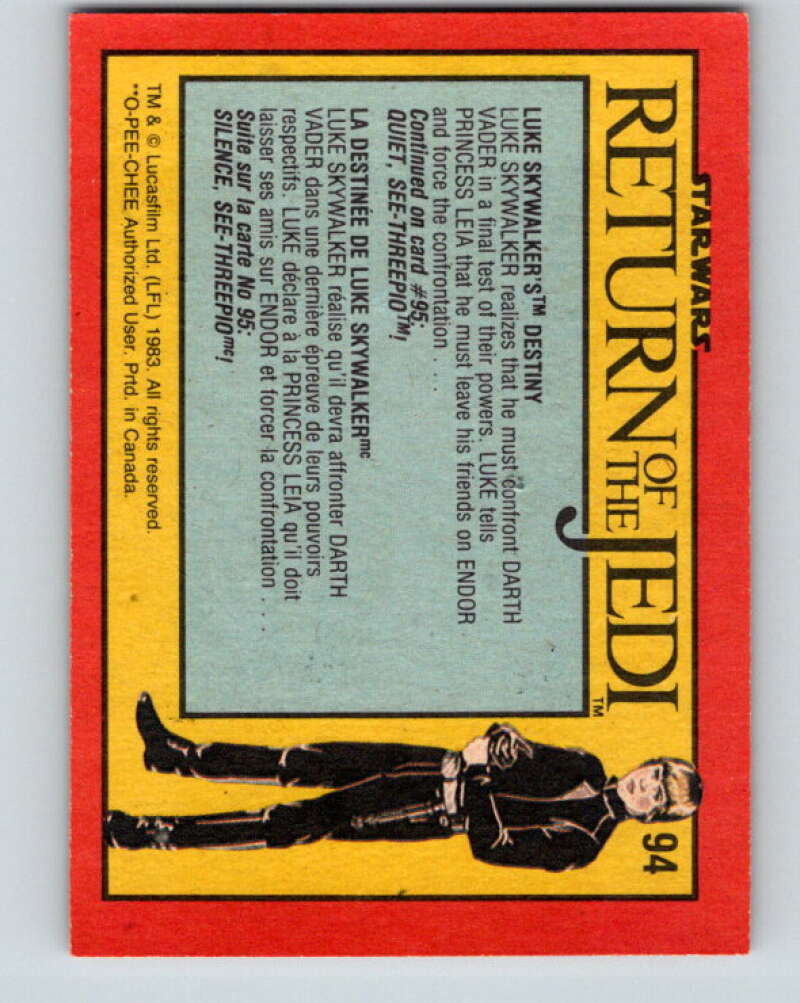 STAR WARS
RETURN OF THE JEDI™
94
LUKE SKYWALKER'S™ DESTINY
LUKE SKYWALKER realizes that he must confront DARTH
VADER in a final test of their powers. LUKE tells
PRINCESS LEIA that he must leave his friends on ENDOR
and force the confrontation . . . .
Continued on card #95:
QUIET, SEE-THREEPIO™!
LA DESTINÉE DE LUKE SKYWALKERmc
LUKE SKYWALKER réalise qu'il devra affronter DARTH
VADER dans une dernière épreuve de leurs pouvoirs
respectifs. LUKE déclare à la PRINCESS LEIA qu'il doit
laisser ses amis sur ENDOR et forcer la confrontation . . .
Suite sur la carte No 95:
SILENCE, SEE-THREEPIOmc!
TM & © Lucasfilm Ltd. (LFL) 1983. All rights reserved.
**O-PEE-CHEE Authorized User. Prtd. in Canada.